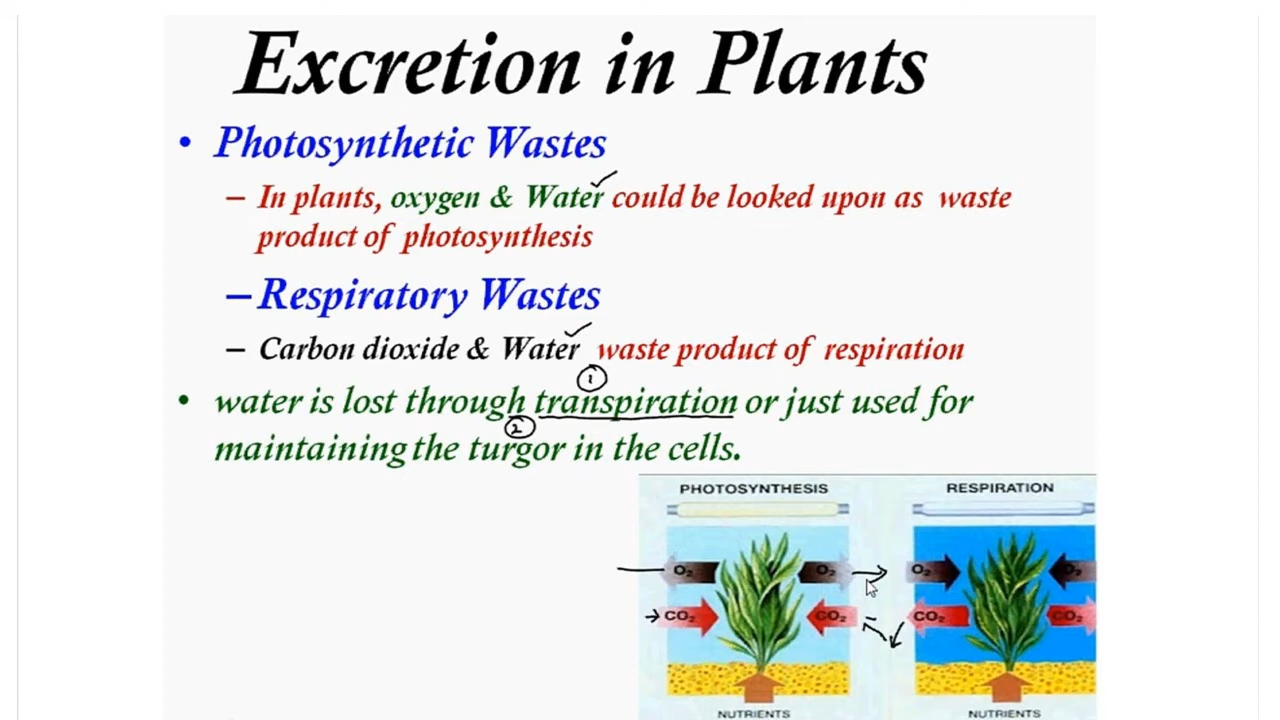 Excretion in Plants
• Photosynthetic Wastes
– In plants, oxygen & Water could be looked upon as waste
product of photosynthesis
– Respiratory Wastes
– Carbon dioxide & Water waste product of respiration
1
• water is lost through transpiration or just used for
2
maintaining the turgor in the cells.
PHOTOSYNTHESIS RESPIRATION
O₂ O₂ O₂ O₂
CO₂ CO₂ CO₂ CO₂
NUTRIENTS NUTRIENTS